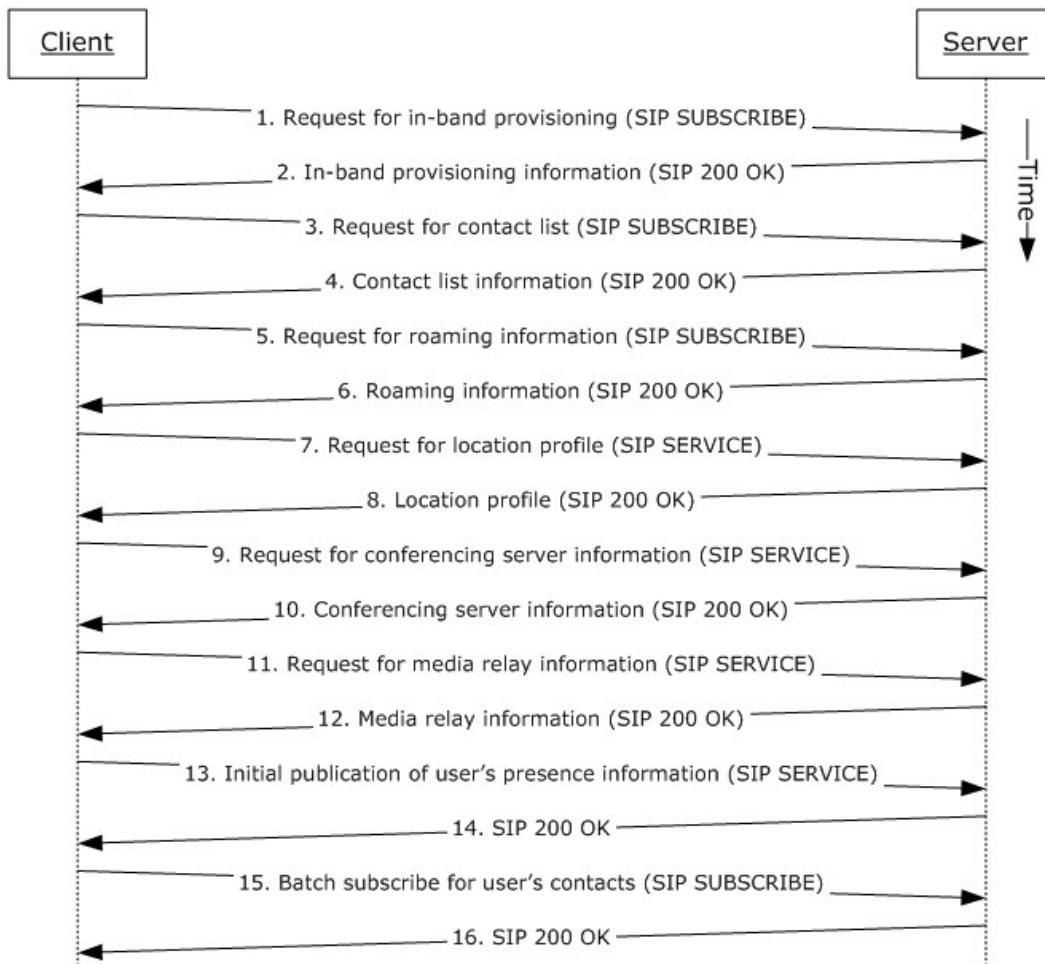 Client
Server
1. Request for in-band provisioning (SIP SUBSCRIBE)
2. In-band provisioning information (SIP 200 OK)
Time
3. Request for contact list (SIP SUBSCRIBE)
4. Contact list information (SIP 200 OK)
5. Request for roaming information (SIP SUBSCRIBE)
6. Roaming information (SIP 200 OK)
7. Request for location profile (SIP SERVICE)
8. Location profile (SIP 200 OK)
9. Request for conferencing server information (SIP SERVICE)
10. Conferencing server information (SIP 200 OK)
11. Request for media relay information (SIP SERVICE)
12. Media relay information (SIP 200 OK)
13. Initial publication of user’s presence information (SIP SERVICE)
14. SIP 200 OK
15. Batch subscribe for user’s contacts (SIP SUBSCRIBE)
16. SIP 200 OK